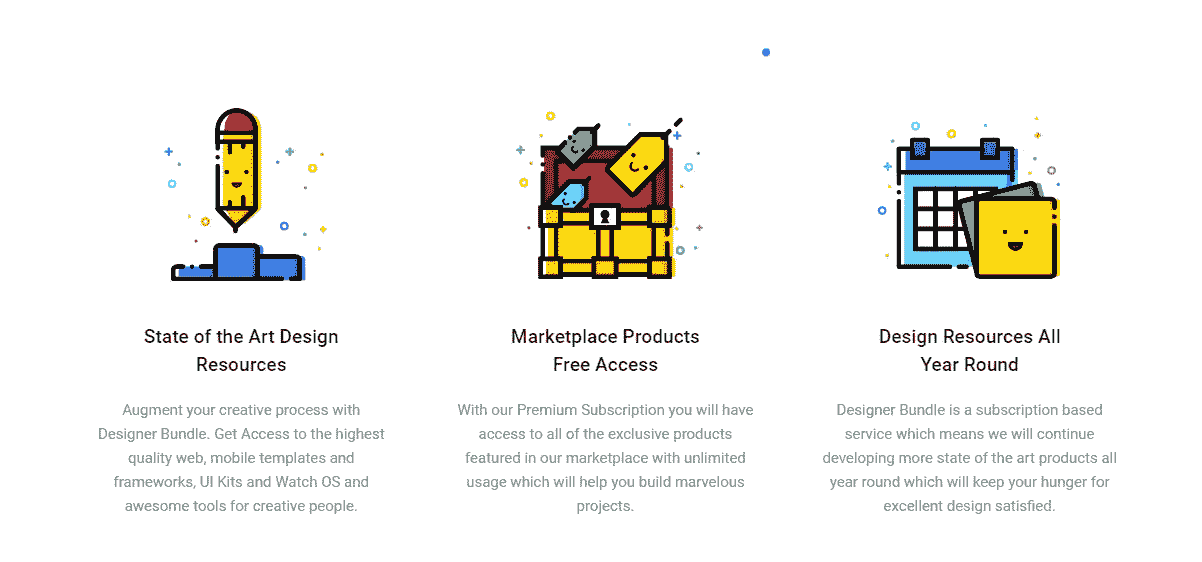 State of the Art Design
Resources
Augment your creative process with
Designer Bundle. Get Access to the highest
quality web, mobile templates and
frameworks, UI Kits and Watch OS and
awesome tools for creative people.
Marketplace Products
Free Access
With our Premium Subscription you will have
access to all of the exclusive products
featured in our marketplace with unlimited
usage which will help you build marvelous
projects.
Design Resources All
Year Round
Designer Bundle is a subscription based
service which means we will continue
developing more state of the art products all
year round which will keep your hunger for
excellent design satisfied.